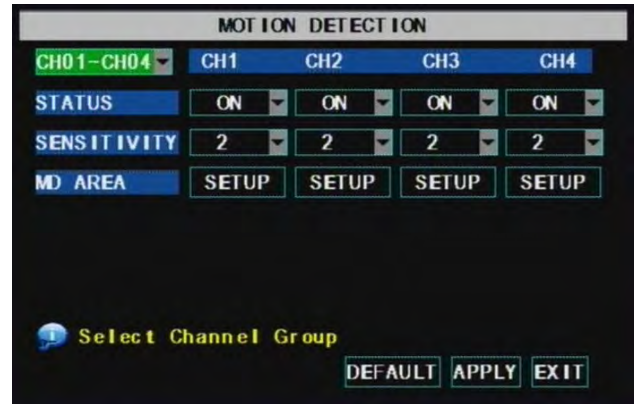 MOTION DETECTION
CH01-CH04 CH1 CH2 CH3 CH4
STATUS ON ON ON ON
SENSITIVITY 2 2 2 2
MD AREA SETUP SETUP SETUP SETUP
Select Channel Group
DEFAULT APPLY EXIT